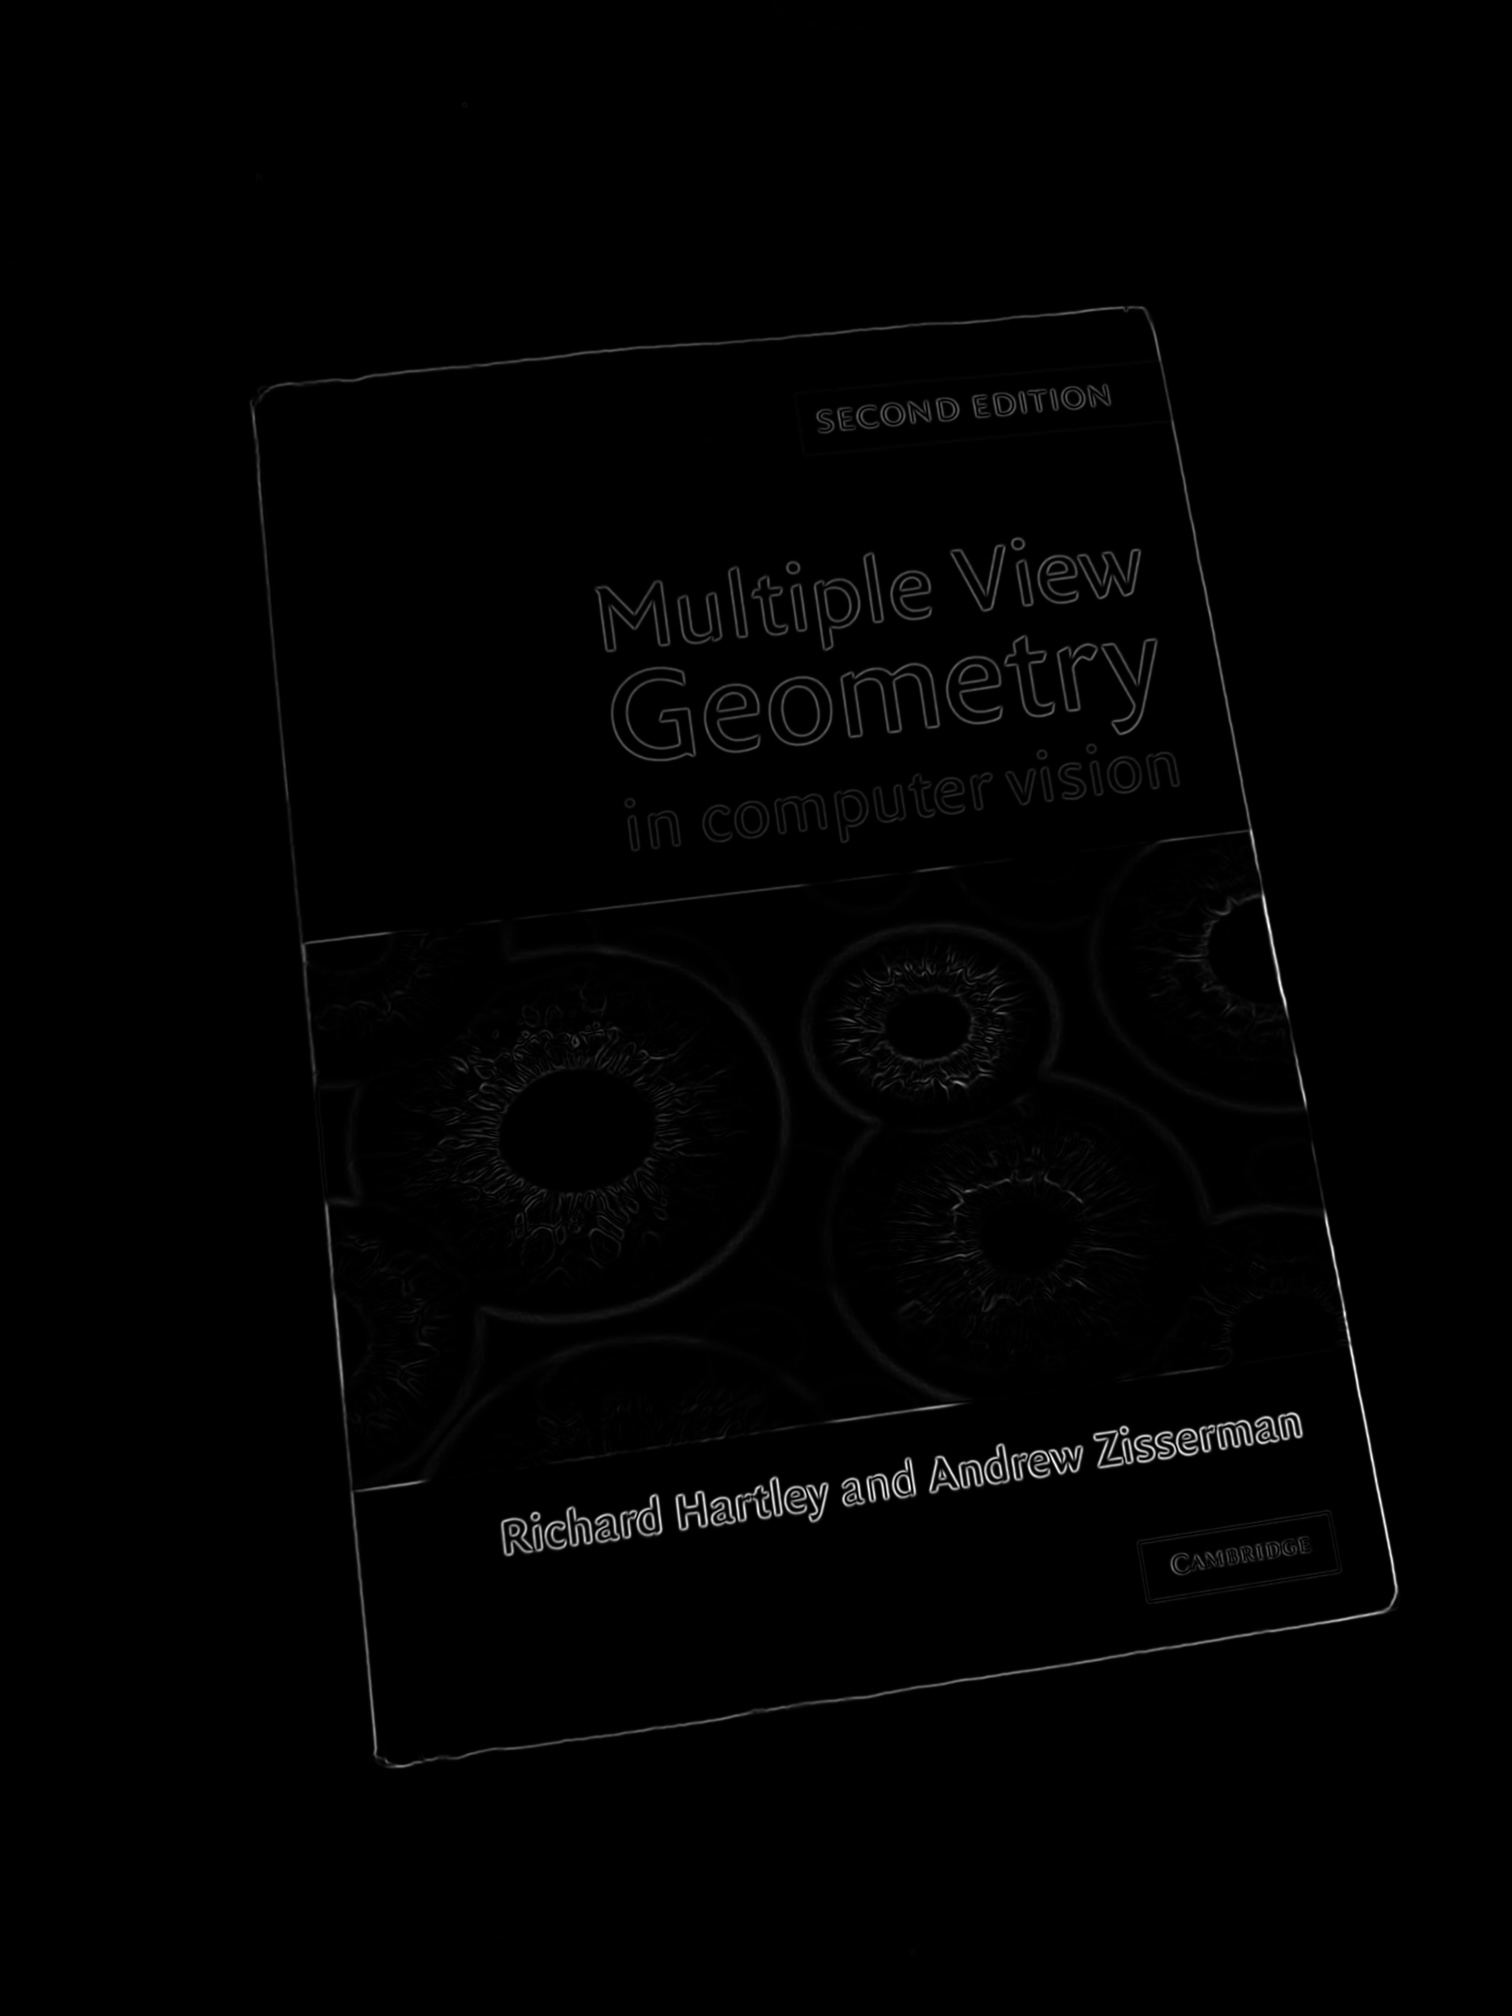 SECOND EDITION
Multiple View
Geometry
in computer vision
Richard Hartley and Andrew Zisserman
CAMBRIDGE